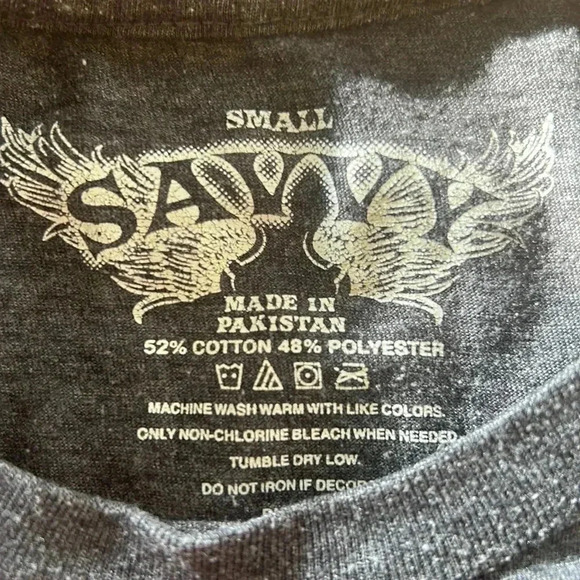 SMALL
MADE IN
PAKISTAN
52% COTTON 48% POLYESTER
MACHINE WASH WARM WITH LIKE COLORS.
ONLY NON-CHLORINE BLEACH WHEN NEEDED.
TUMBLE DRY LOW.
DO NOT IRON IF